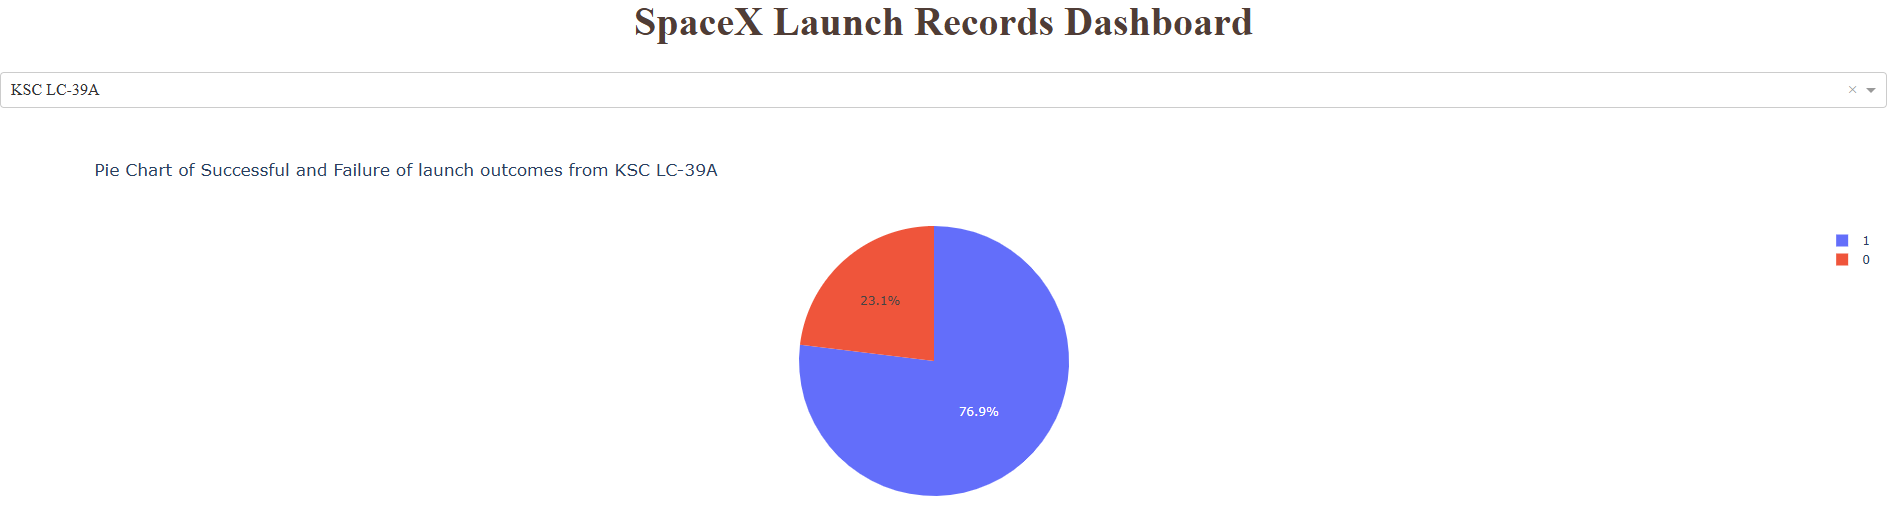 SpaceX Launch Records Dashboard
KSC LC-39A
×
Pie Chart of Successful and Failure of launch outcomes from KSC LC-39A
1
0
23.1%
76.9%